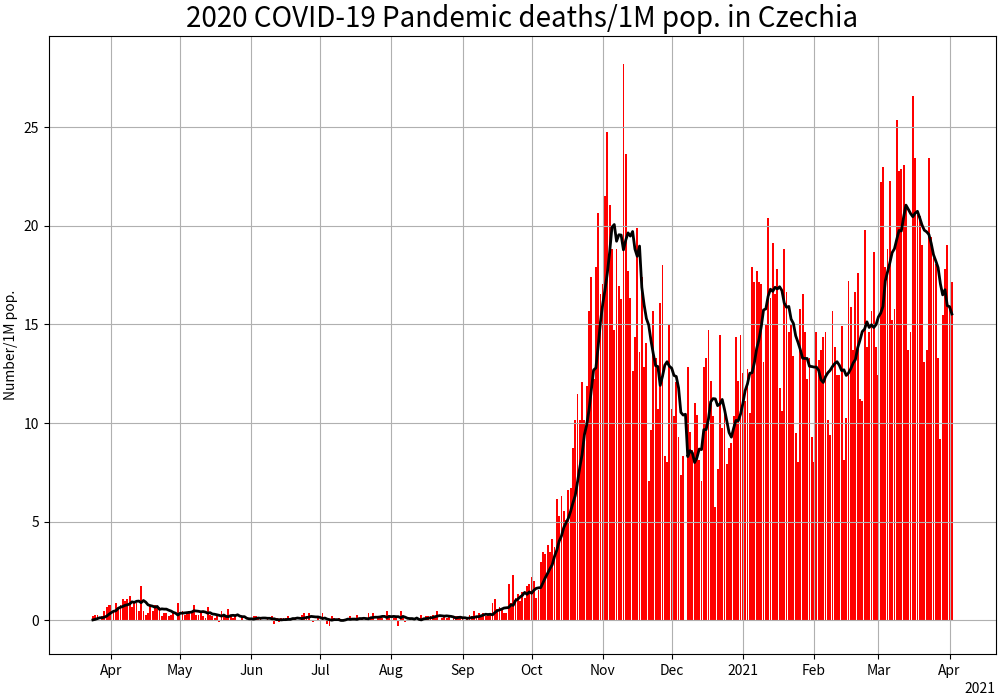 2020 COVID-19 Pandemic deaths/1M pop. in Czechia
Number/1M pop.
25
20
15
10
5
0
Apr May Jun Jul Aug Sep Oct Nov Dec 2021 Feb Mar Apr
2021